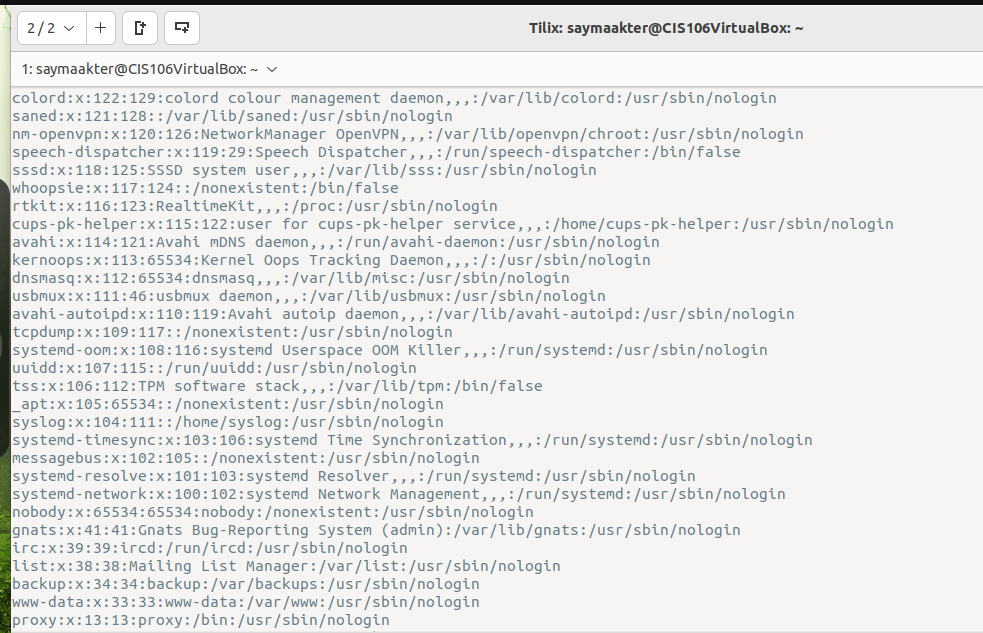 2 / 2
Tilix: saymaakter@CIS106VirtualBox: ~
1: saymaakter@CIS106VirtualBox: ~
colord:x:122:129:colord colour management daemon,,,:/var/lib/colord:/usr/sbin/nologin
saned:x:121:128::/var/lib/saned:/usr/sbin/nologin
nm-openvpn:x:120:126:NetworkManager OpenVPN,,,:/var/lib/openvpn/chroot:/usr/sbin/nologin
speech-dispatcher:x:119:29:Speech Dispatcher,,,:/run/speech-dispatcher:/bin/false
sssd:x:118:125:SSSD system user,,,:/var/lib/sss:/usr/sbin/nologin
whoopsie:x:117:124::/nonexistent:/bin/false
rtkit:x:116:123:RealtimeKit,,,:/proc:/usr/sbin/nologin
cups-pk-helper:x:115:122:user for cups-pk-helper service,,,:/home/cups-pk-helper:/usr/sbin/nologin
avahi:x:114:121:Avahi mDNS daemon,,,:/run/avahi-daemon:/usr/sbin/nologin
kernoops:x:113:65534:Kernel Oops Tracking Daemon,,,:/:/usr/sbin/nologin
dnsmasq:x:112:65534:dnsmasq,,,:/var/lib/misc:/usr/sbin/nologin
usbmux:x:111:46:usbmux daemon,,,:/var/lib/usbmux:/usr/sbin/nologin
avahi-autoipd:x:110:119:Avahi autoip daemon,,,:/var/lib/avahi-autoipd:/usr/sbin/nologin
tcpdump:x:109:117::/nonexistent:/usr/sbin/nologin
systemd-oom:x:108:116:systemd Userspace OOM Killer,,,:/run/systemd:/usr/sbin/nologin
uuidd:x:107:115::/run/uuidd:/usr/sbin/nologin
tss:x:106:112:TPM software stack,,,:/var/lib/tpm:/bin/false
_apt:x:105:65534::/nonexistent:/usr/sbin/nologin
syslog:x:104:111::/home/syslog:/usr/sbin/nologin
systemd-timesync:x:103:106:systemd Time Synchronization,,,:/run/systemd:/usr/sbin/nologin
messagebus:x:102:105::/nonexistent:/usr/sbin/nologin
systemd-resolve:x:101:103:systemd Resolver,,,:/run/systemd:/usr/sbin/nologin
systemd-network:x:100:102:systemd Network Management,,,:/run/systemd:/usr/sbin/nologin
nobody:x:65534:65534:nobody:/nonexistent:/usr/sbin/nologin
gnats:x:41:41:Gnats Bug-Reporting System (admin):/var/lib/gnats:/usr/sbin/nologin
irc:x:39:39:ircd:/run/ircd:/usr/sbin/nologin
list:x:38:38:Mailing List Manager:/var/list:/usr/sbin/nologin
backup:x:34:34:backup:/var/backups:/usr/sbin/nologin
www-data:x:33:33:www-data:/var/www:/usr/sbin/nologin
proxy:x:13:13:proxy:/bin:/usr/sbin/nologin